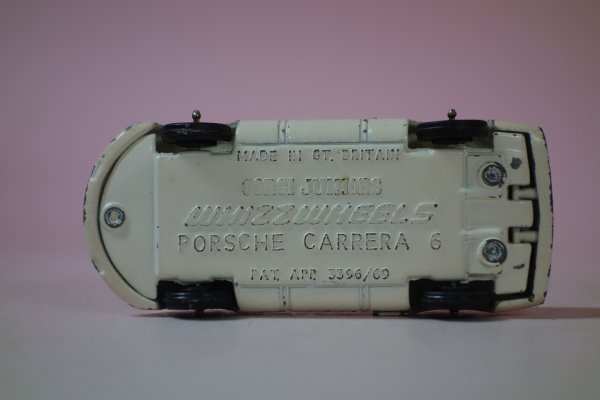 MADE IN GT. BRITAIN
CORGI JUNIORS
WHIZZWHEELS
PORSCHE CARRERA 6
PAT. APP. 3396/69